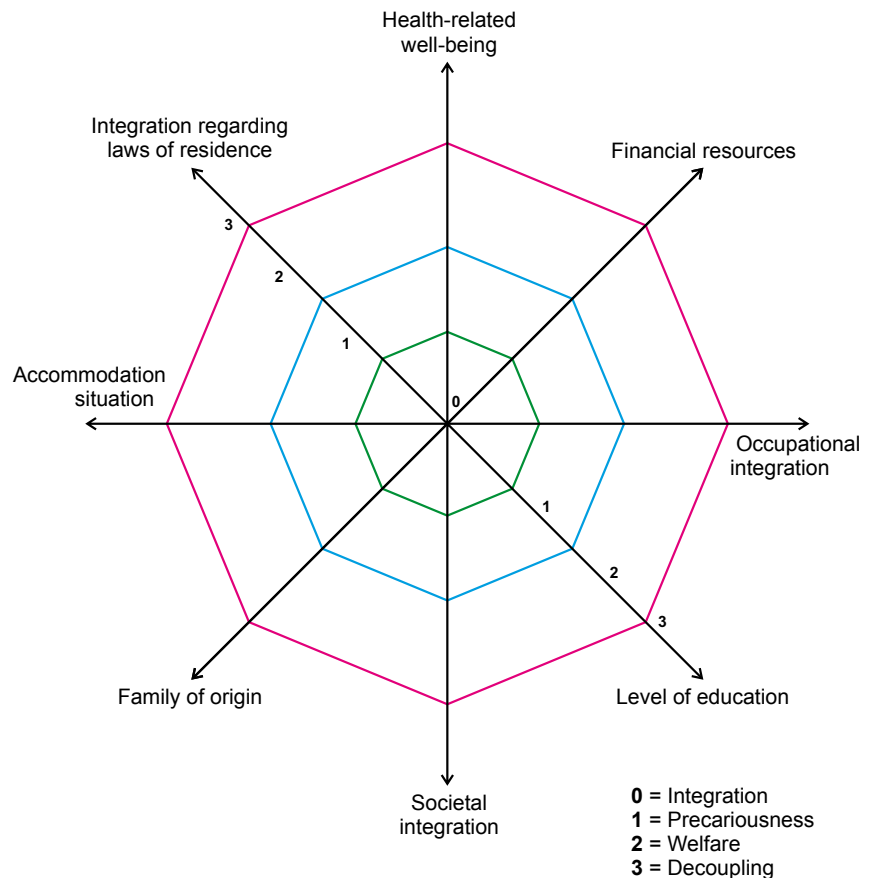 Health-related
well-being
Integration regarding
laws of residence
Financial resources
3
2
1
Accommodation
situation
0
Occupational
integration
1
2
3
Family of origin
Level of education
Societal
integration
0 = Integration
1 = Precariousness
2 = Welfare
3 = Decoupling